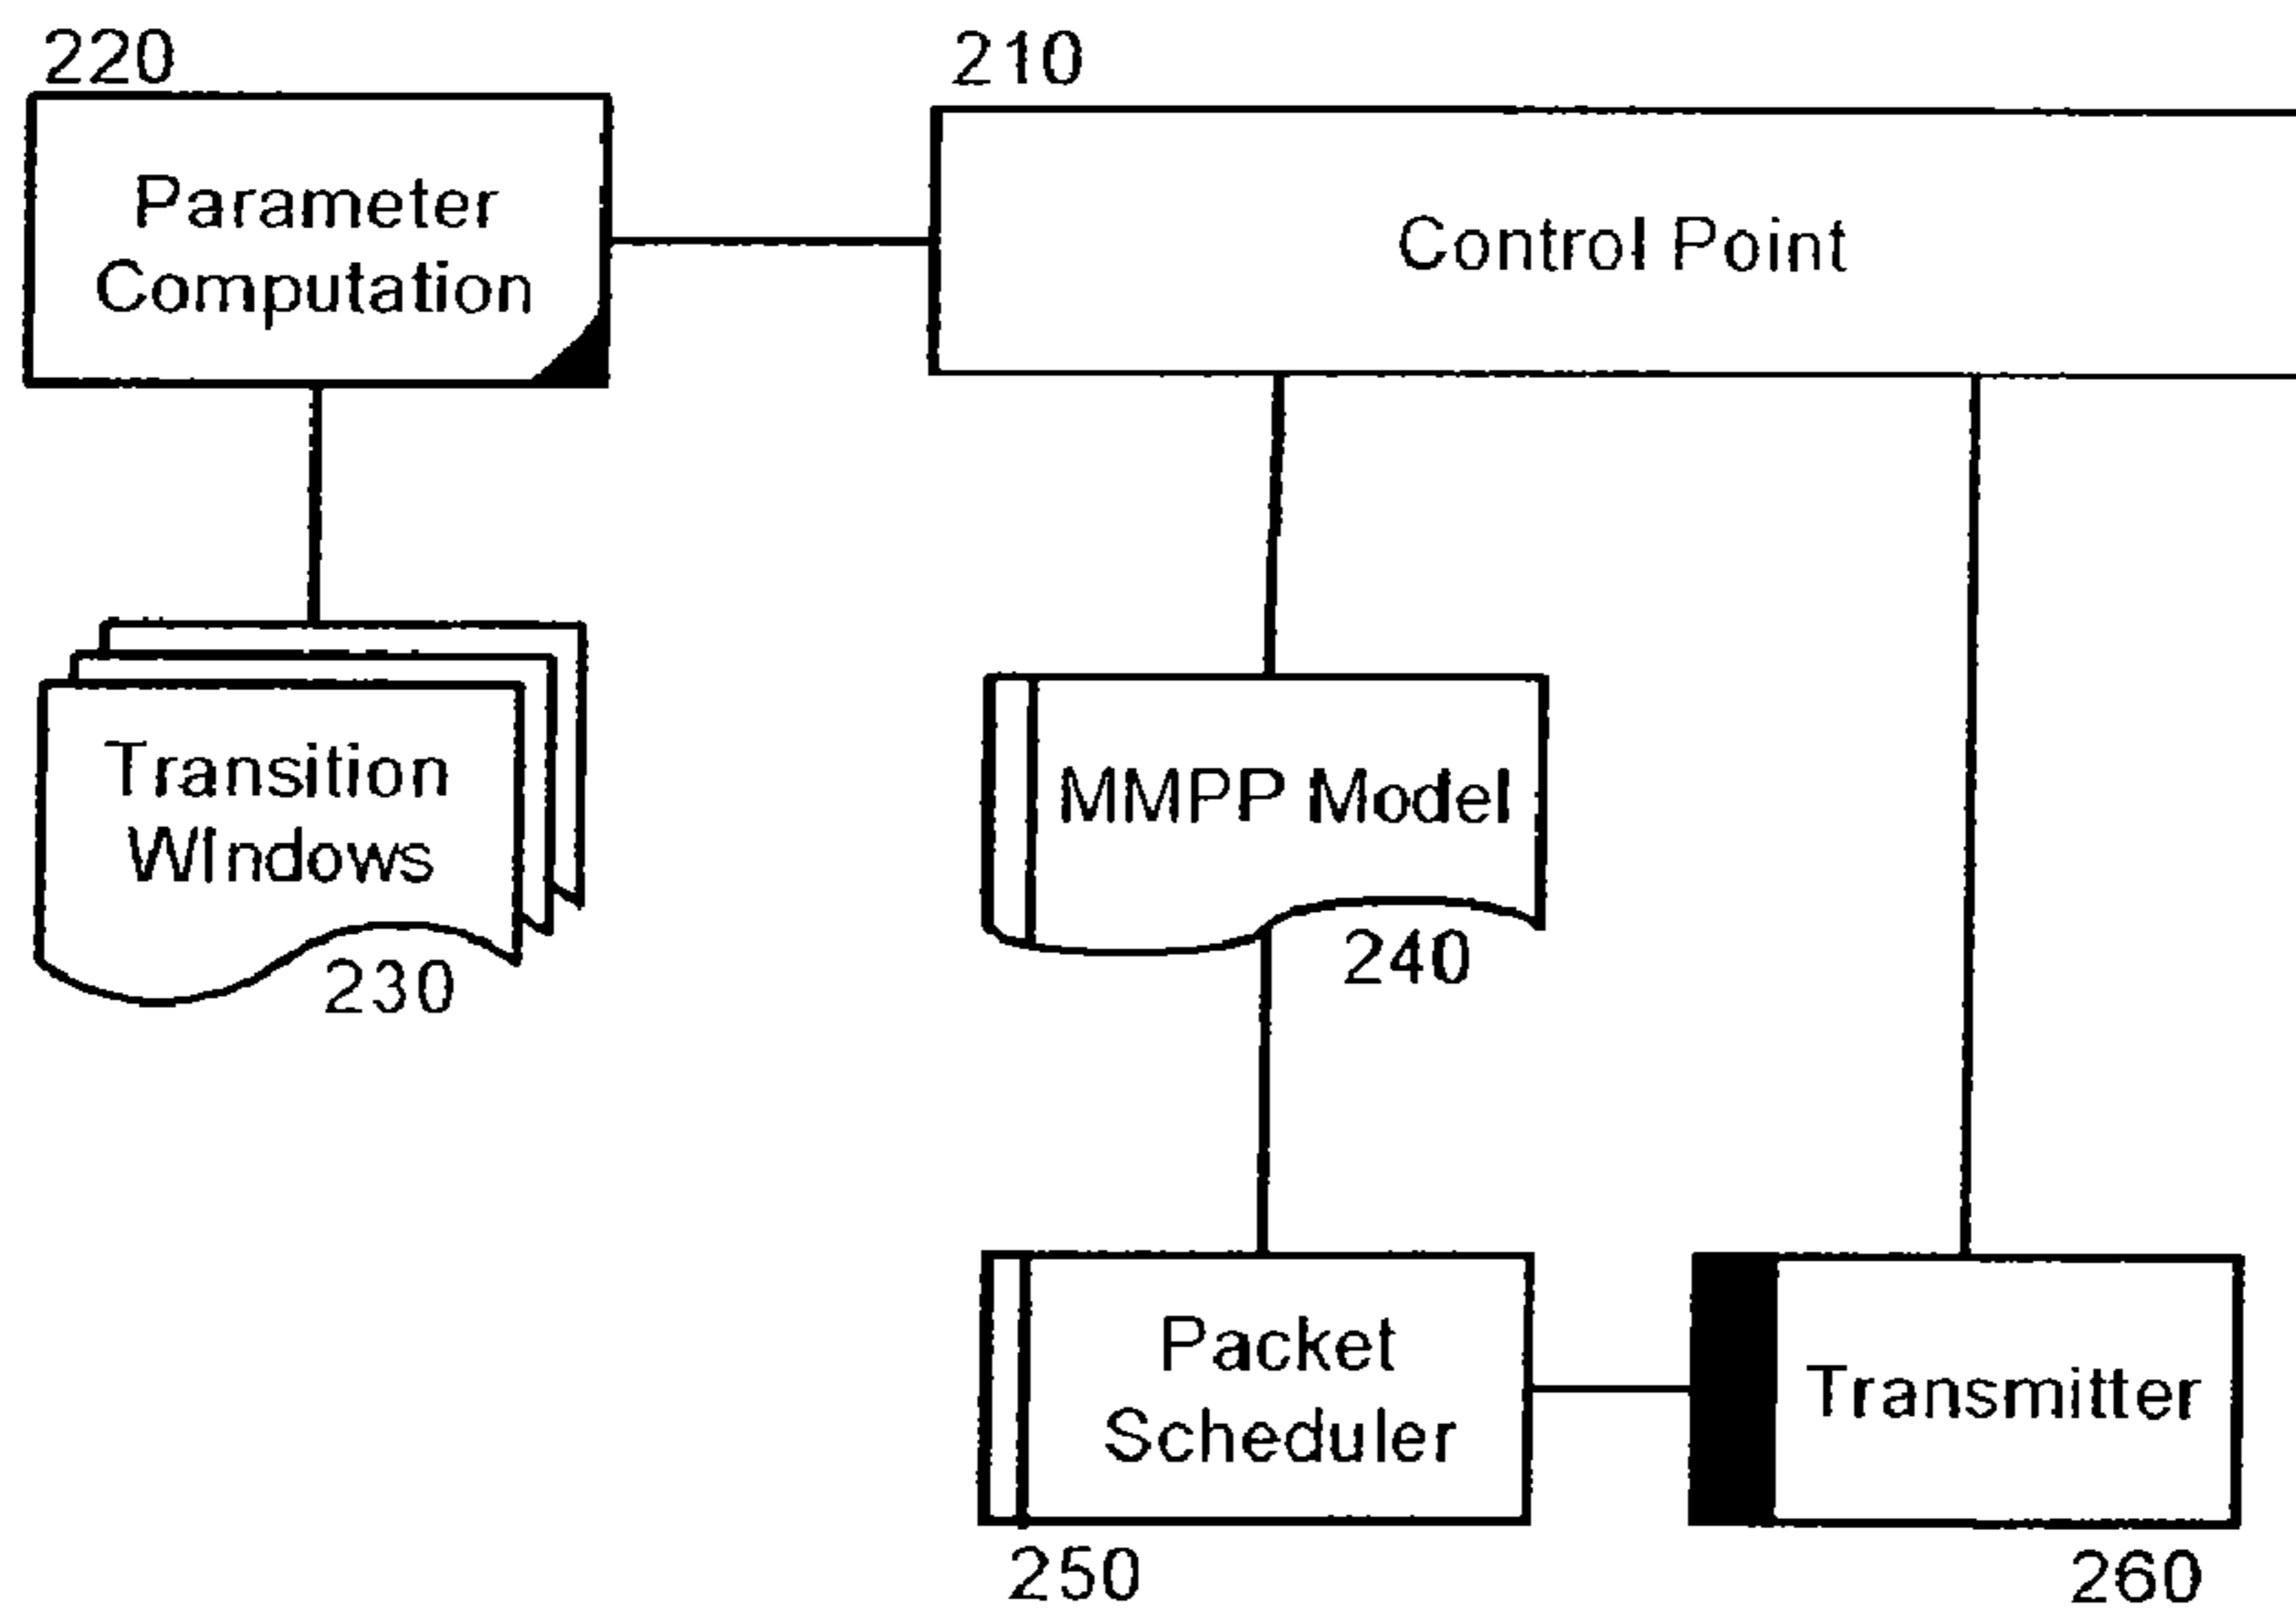 220
210
Parameter
Computation
Control Point
Transition
WIndows
230
MMPP Model
240
Packet
Scheduler
250
Transmitter
260